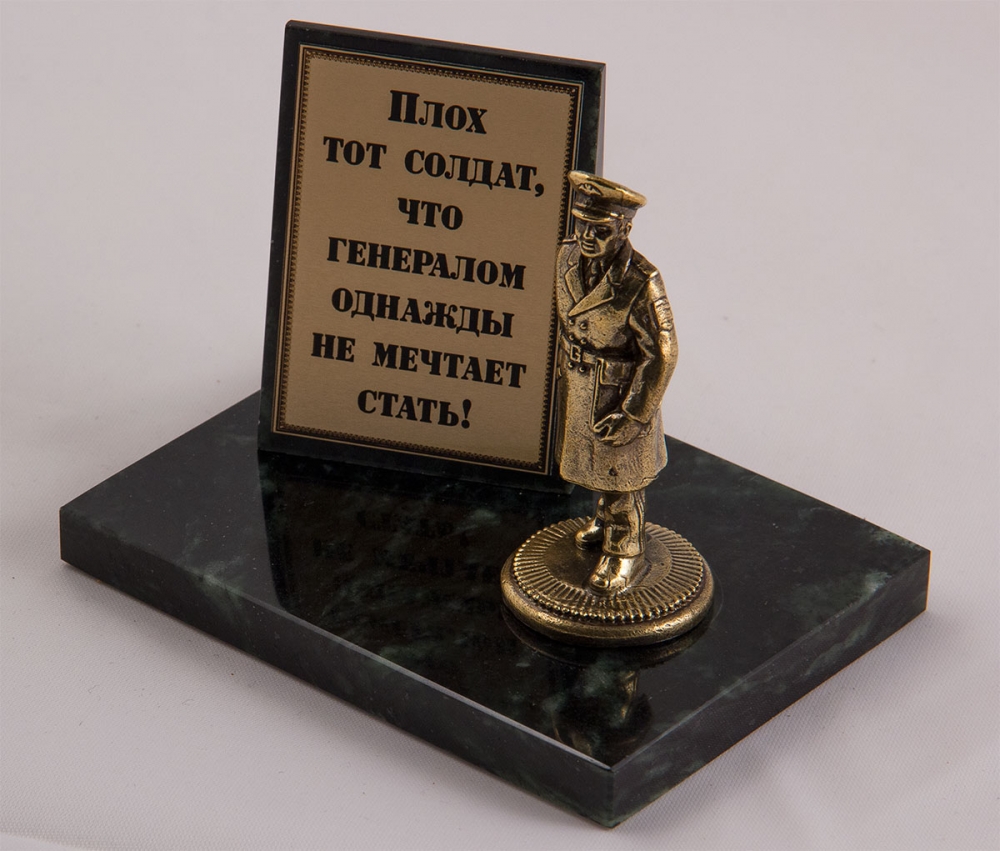 Плох
тот солдат,
что
генералом
однажды
не мечтает
стать!